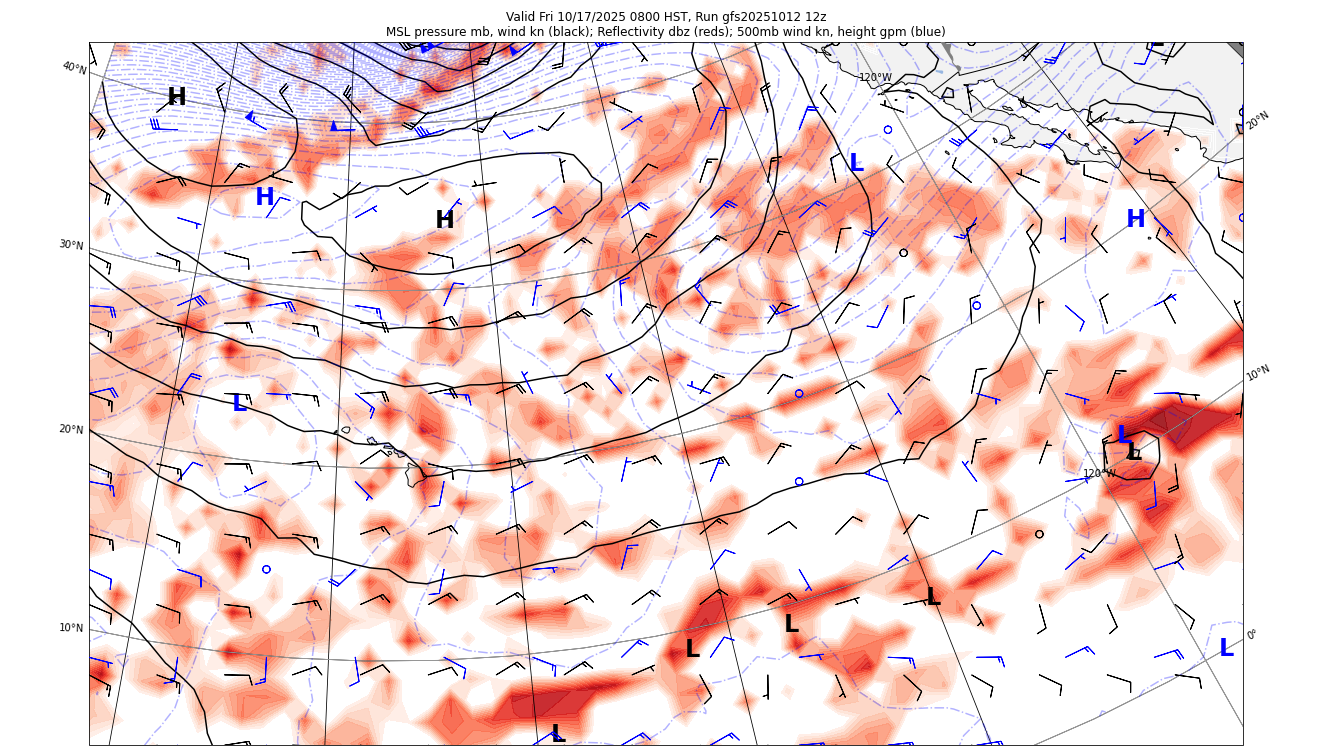 Valid Fri 10/17/2025 0800 HST, Run gfs20251012 12z
MSL pressure mb, wind kn (black); Reflectivity dbz (reds); 500mb wind kn, height gpm (blue)
40°N
120°W
H
20°N
L
H
H
H
30°N
10°N
L
20°N
L
L
120°W
L
10°N
L
0°
L
L
L